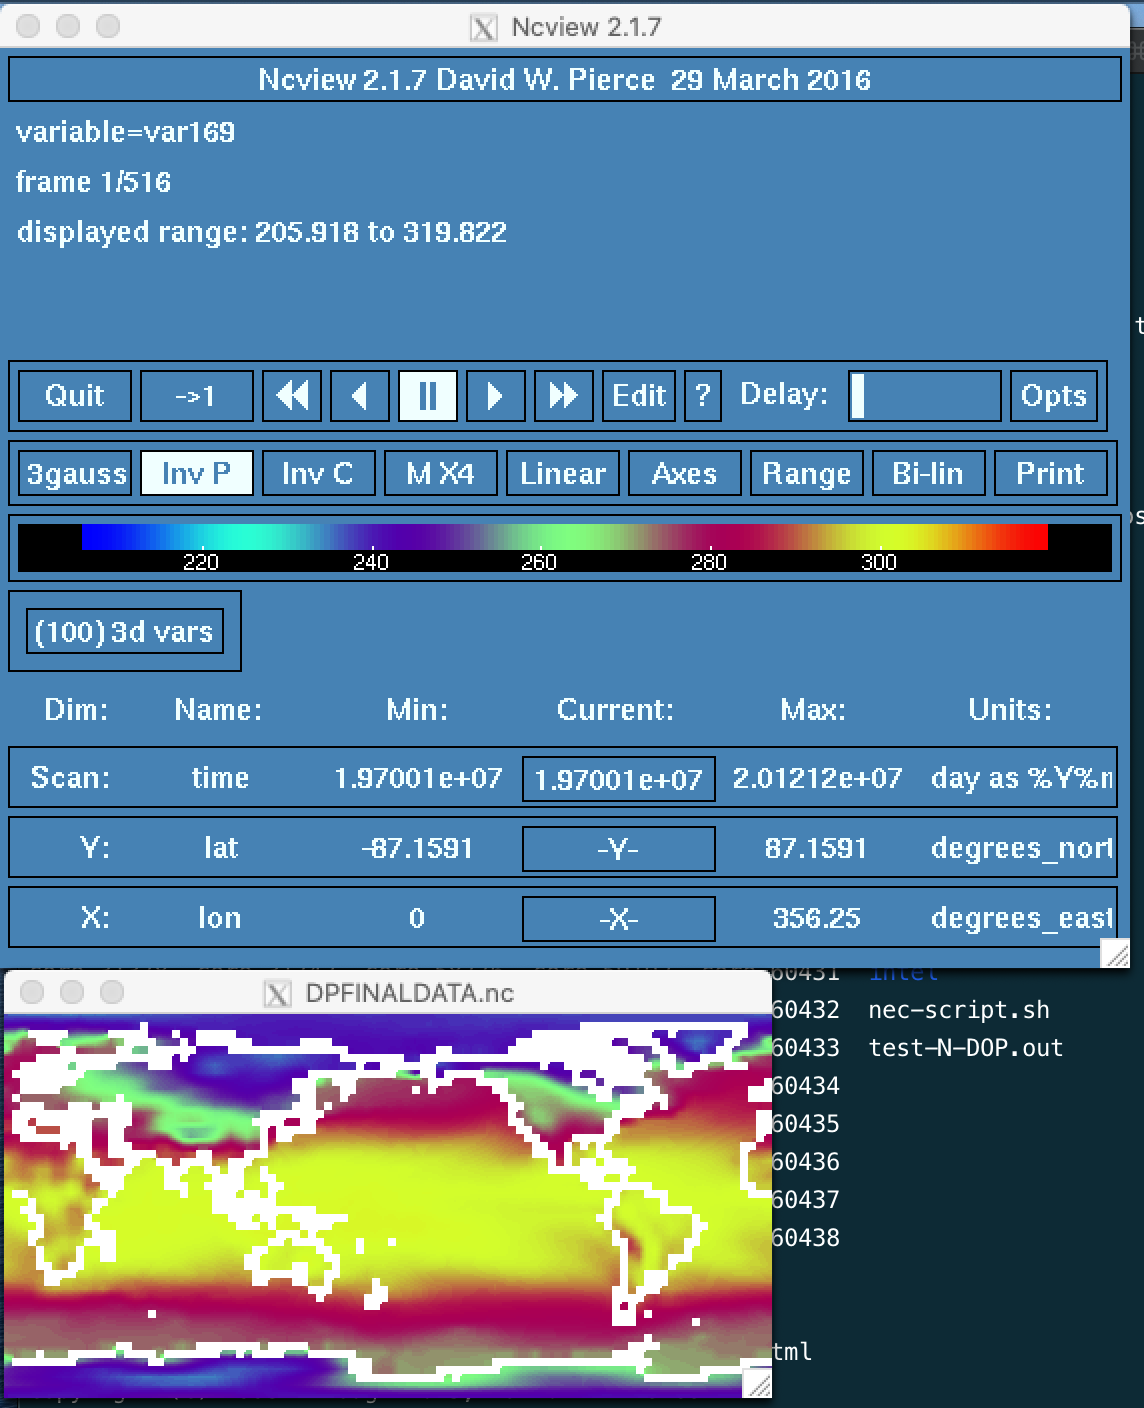 Ncview 2.1.7
Ncview 2.1.7 David W. Pierce  29 March 2016
variable=var169
frame 1/516
displayed range: 205.918 to 319.822
Quit ->1 Edit ? Delay: Opts
3gauss Inv P Inv C M X4 Linear Axes Range Bi-lin Print
220 240 260 280 300
(100) 3d vars
Dim: Name: Min: Current: Max: Units:
Scan: time 1.97001e+07 1.97001e+07 2.01212e+07 day as %Y%m
Y: lat -87.1591 -Y- 87.1591 degrees_nort
X: lon 0 -X- 356.25 degrees_east
60431 intel
DPFINALDATA.nc
60432 nec-script.sh
60433 test-N-DOP.out
60434
60435
60436
60437
60438
tml